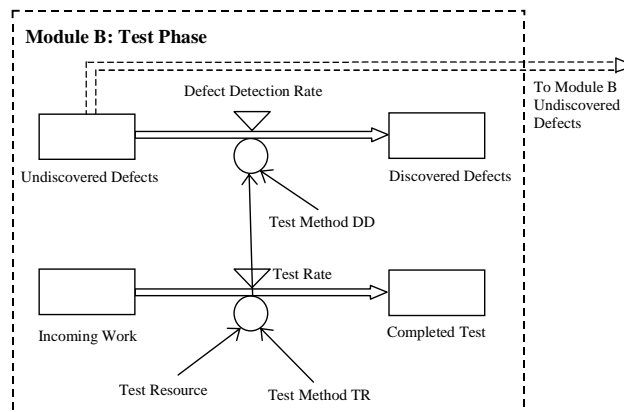 Module B: Test Phase
Defect Detection Rate
To Module B
Undiscovered
Defects
Undiscovered Defects
Discovered Defects
Test Method DD
Test Rate
Incoming Work
Completed Test
Test Resource
Test Method TR